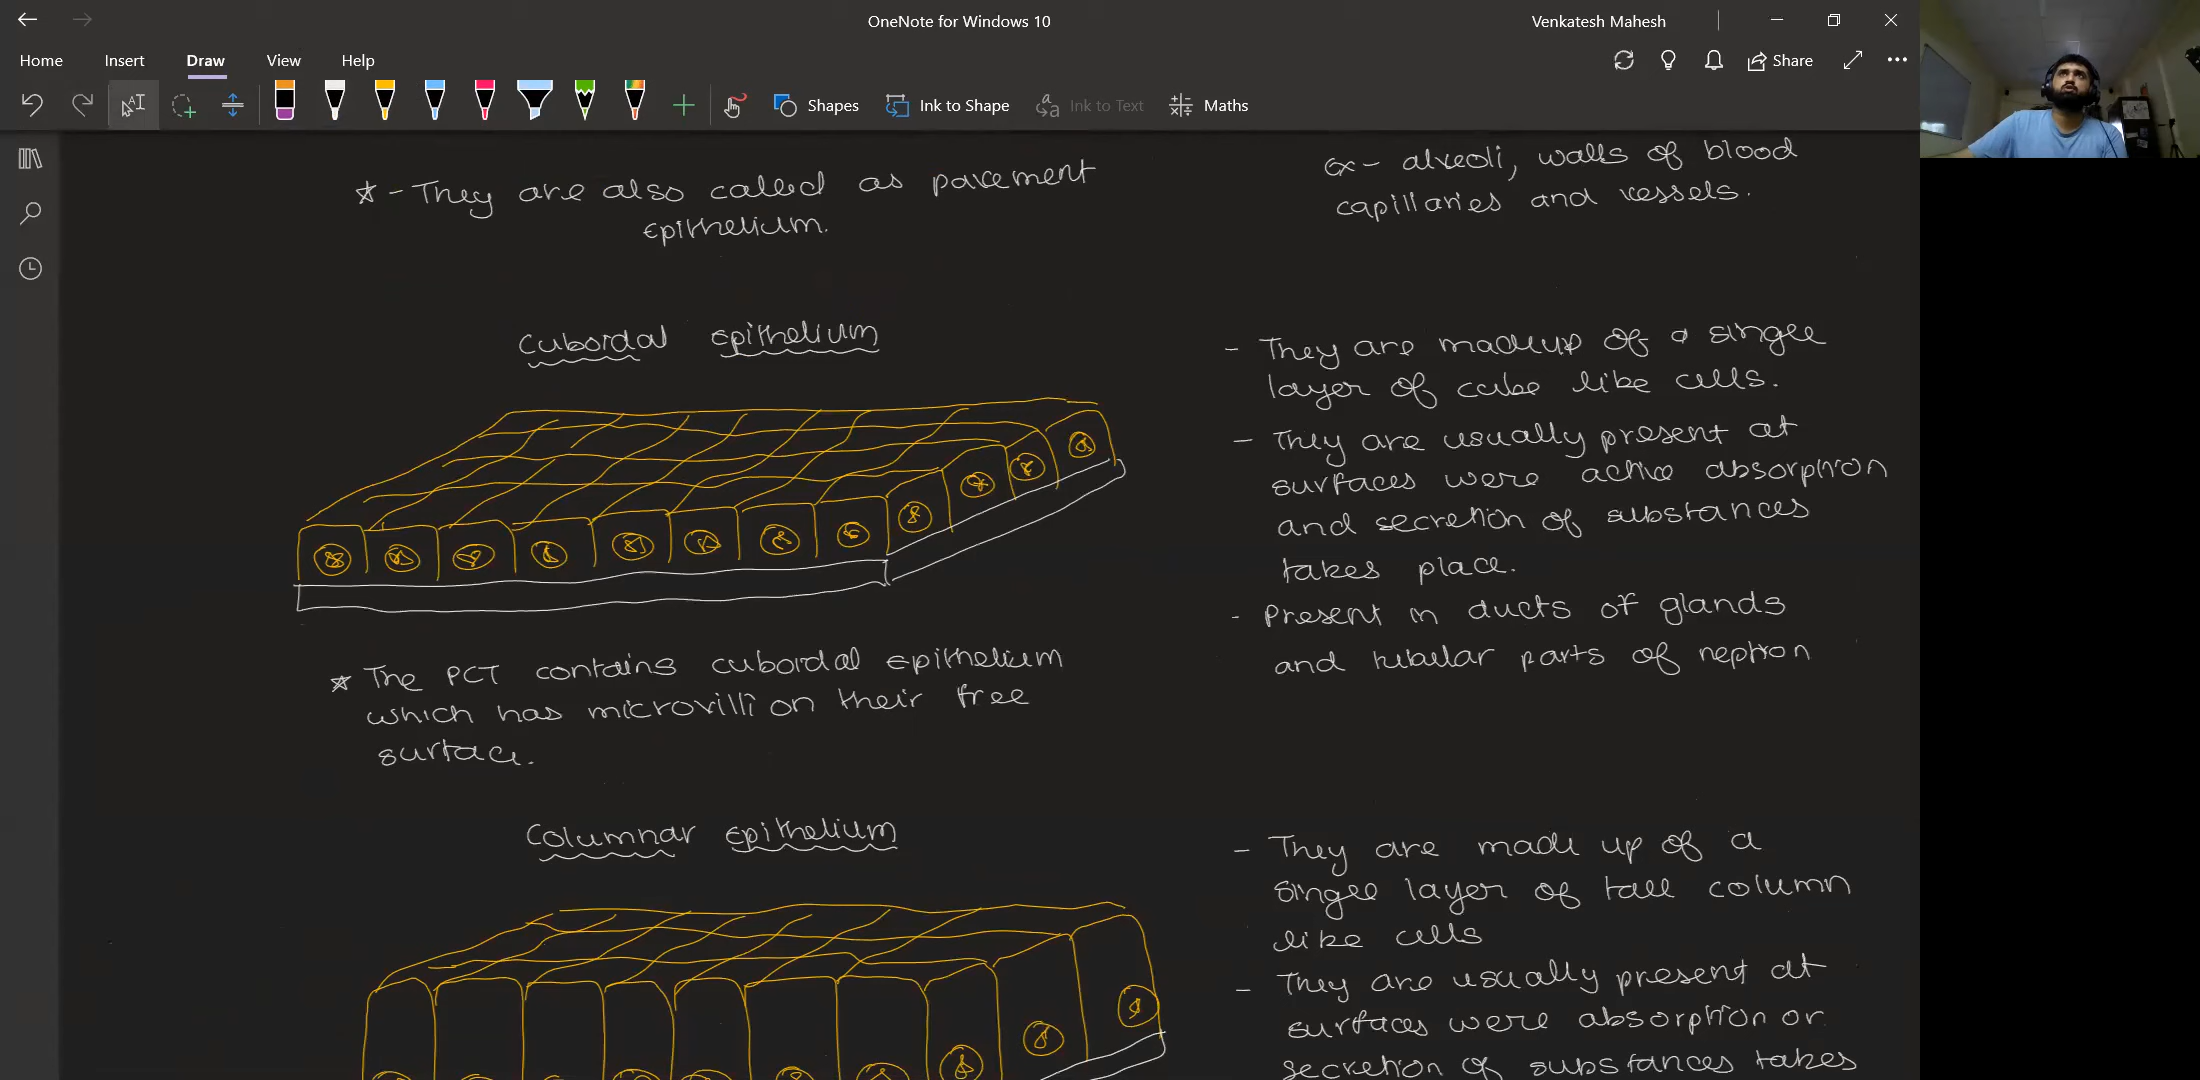 OneNote for Windows 10
Venkatesh Mahesh
Home Insert Draw View Help
Share
Shapes Ink to Shape Ink to Text Maths
☆ - They are also called as pavement
Epithelium.
ex - alveoli, walls of blood
capillaries and vessels.
Cuboidal Epithelium
- They are madeup of a single
layer of cube like cells.
- They are usually present at
surfaces were active absorption
and secretion of substances
takes place.
- Present in ducts of glands
and tubular parts of nephron
☆ The PCT contains cuboidal Epithelium
which has microvilli on their free
surface.
Columnar Epithelium
- They are made up of a
single layer of tall column
like cells
- They are usually present at
surfaces were absorption or
secretion of substances takes